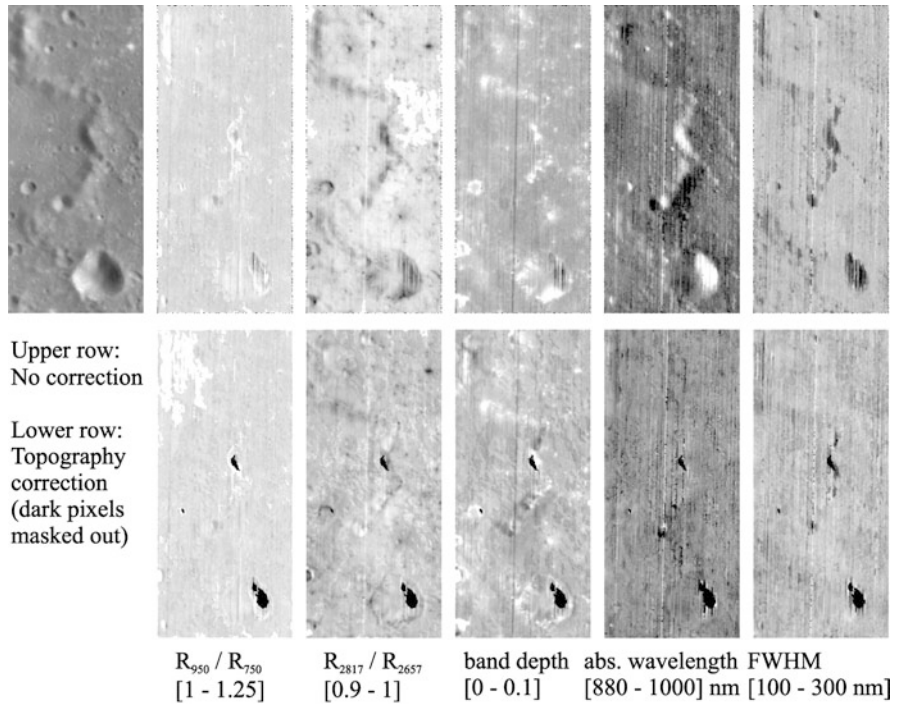 Upper row:
No correction
Lower row:
Topography
correction
(dark pixels
masked out)
R₉₅₀ / R₇₅₀
[1 - 1.25]
R₂₈₁₇ / R₂₆₅₇
[0.9 - 1]
band depth
[0 - 0.1]
abs. wavelength
[880 - 1000] nm
FWHM
[100 - 300 nm]